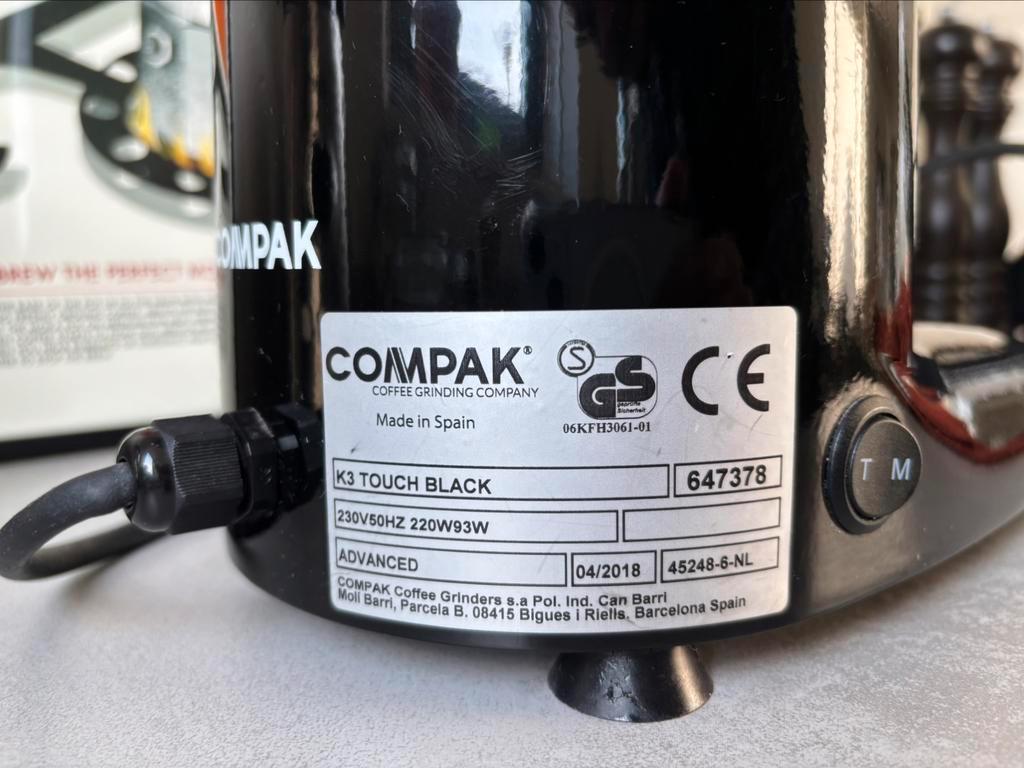 BREW THE PERFECT
COMPAK
COMPAK®
COFFEE GRINDING COMPANY
Made in Spain
S
GS
geprüfte
Sicherheit
06KFH3061-01
CE
K3 TOUCH BLACK
647378
230V50HZ 220W93W
ADVANCED
04/2018
45248-6-NL
COMPAK Coffee Grinders s.a Pol. Ind. Can Barri
Moli Barri, Parcela B. 08415 Bigues i Riells. Barcelona Spain
T M